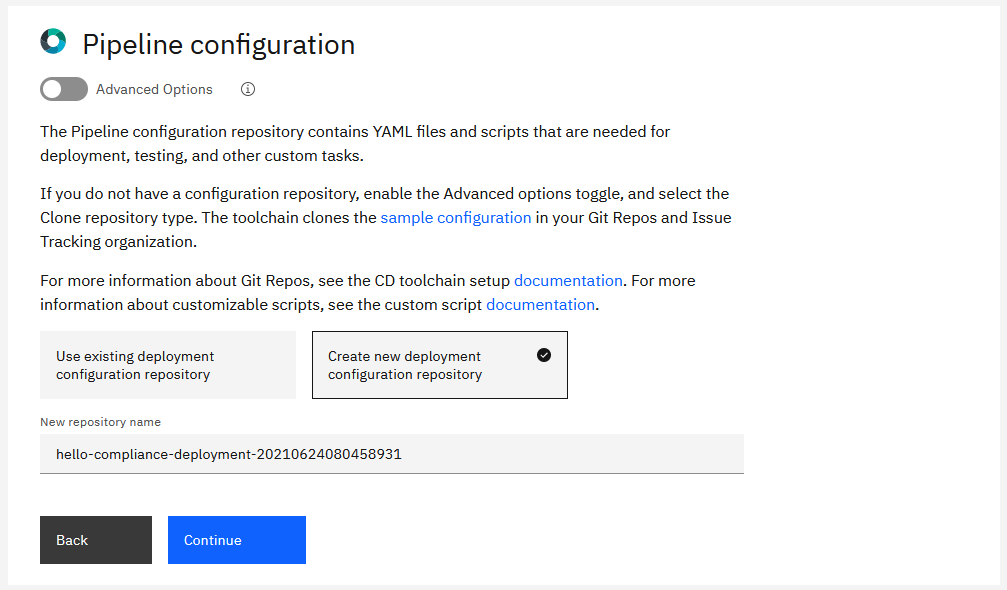 Pipeline configuration
Advanced Options
The Pipeline configuration repository contains YAML files and scripts that are needed for
deployment, testing, and other custom tasks.
If you do not have a configuration repository, enable the Advanced options toggle, and select the
Clone repository type. The toolchain clones the sample configuration in your Git Repos and Issue
Tracking organization.
For more information about Git Repos, see the CD toolchain setup documentation. For more
information about customizable scripts, see the custom script documentation.
Use existing deployment
configuration repository
Create new deployment
configuration repository
New repository name
hello-compliance-deployment-20210624080458931
Back
Continue